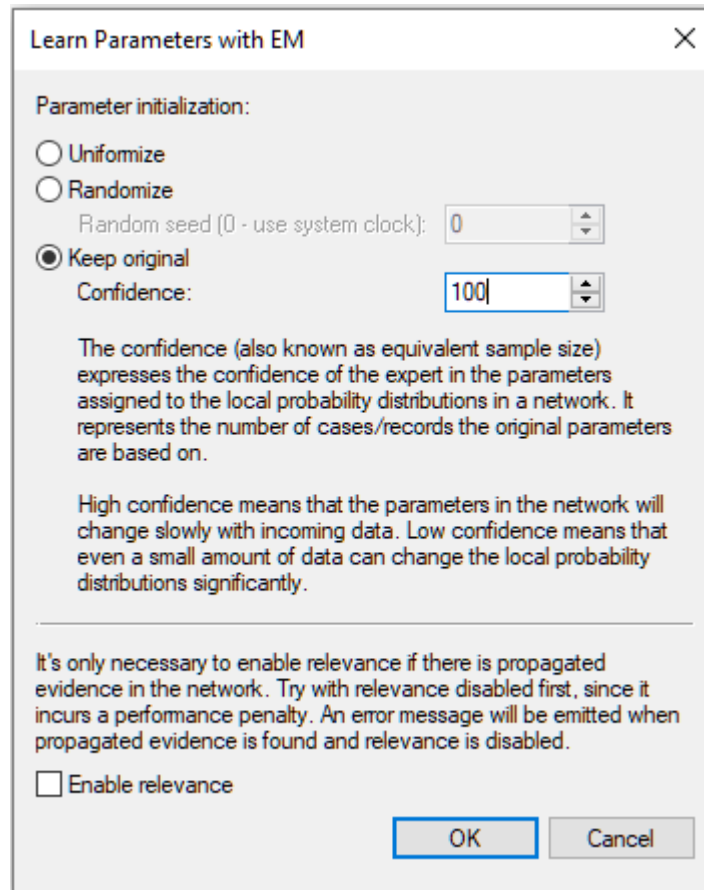 Learn Parameters with EM
Parameter initialization:
Uniformize
Randomize
Random seed (0 - use system clock): 0
Keep original
Confidence: 100
The confidence (also known as equivalent sample size)
expresses the confidence of the expert in the parameters
assigned to the local probability distributions in a network. It
represents the number of cases/records the original parameters
are based on.
High confidence means that the parameters in the network will
change slowly with incoming data. Low confidence means that
even a small amount of data can change the local probability
distributions significantly.
It's only necessary to enable relevance if there is propagated
evidence in the network. Try with relevance disabled first, since it
incurs a performance penalty. An error message will be emitted when
propagated evidence is found and relevance is disabled.
Enable relevance
OK Cancel